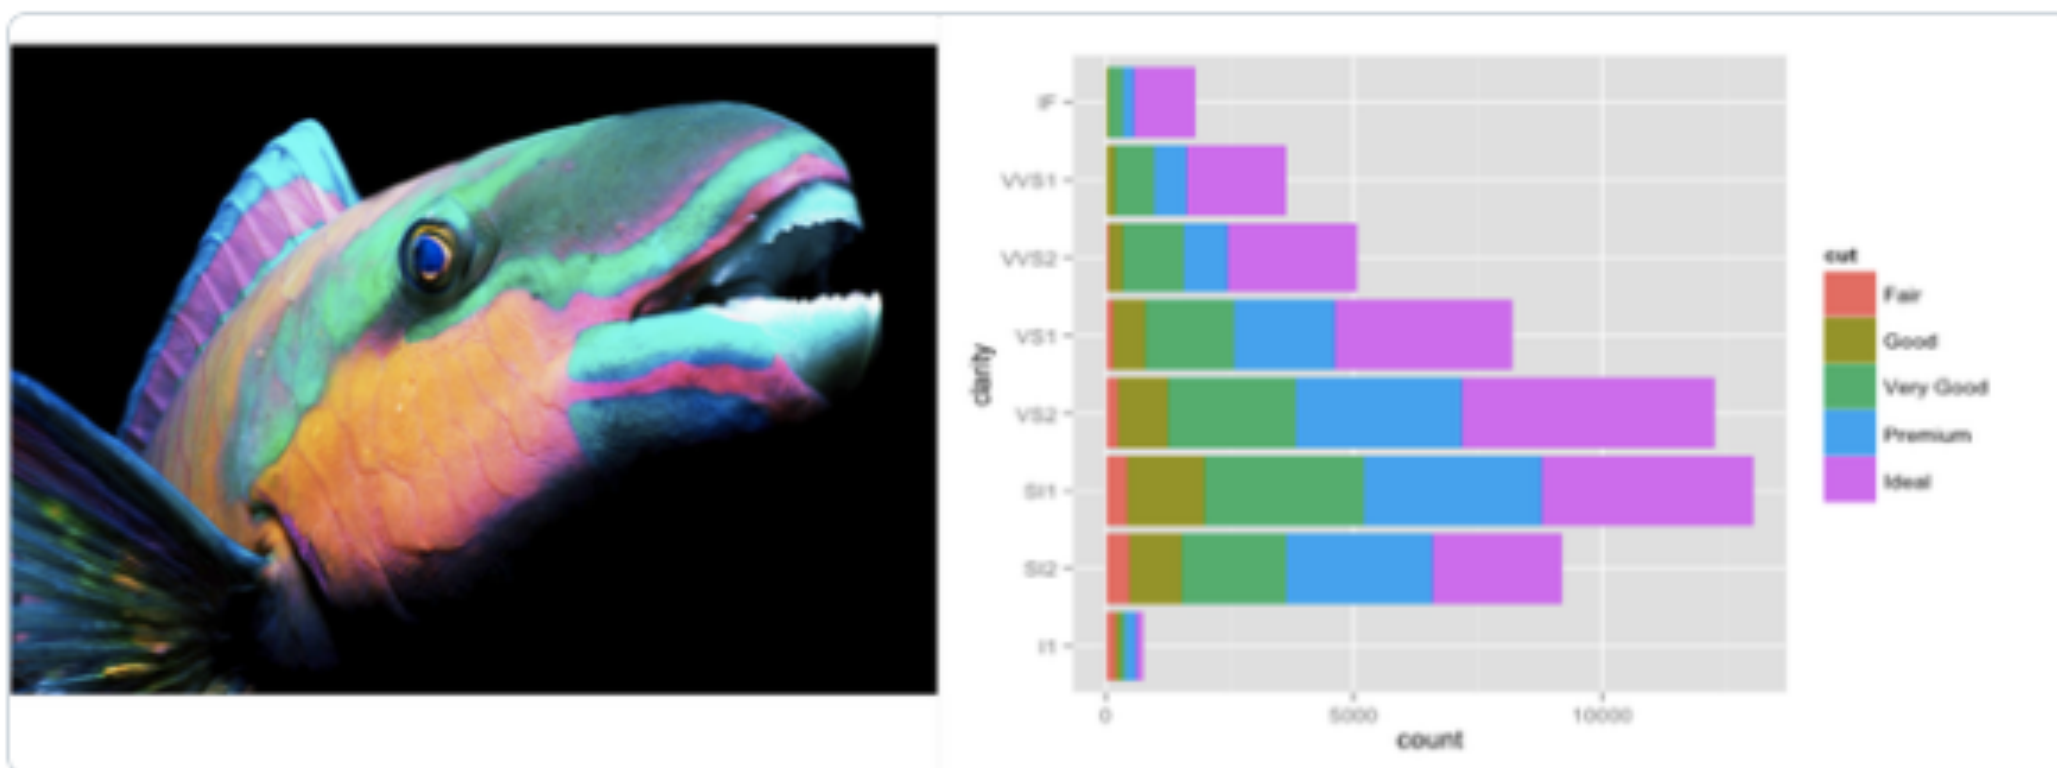 IF
VVS1
VVS2
VS1
VS2
SI1
SI2
I1
clarity
0
5000
10000
count
cut
Fair
Good
Very Good
Premium
Ideal